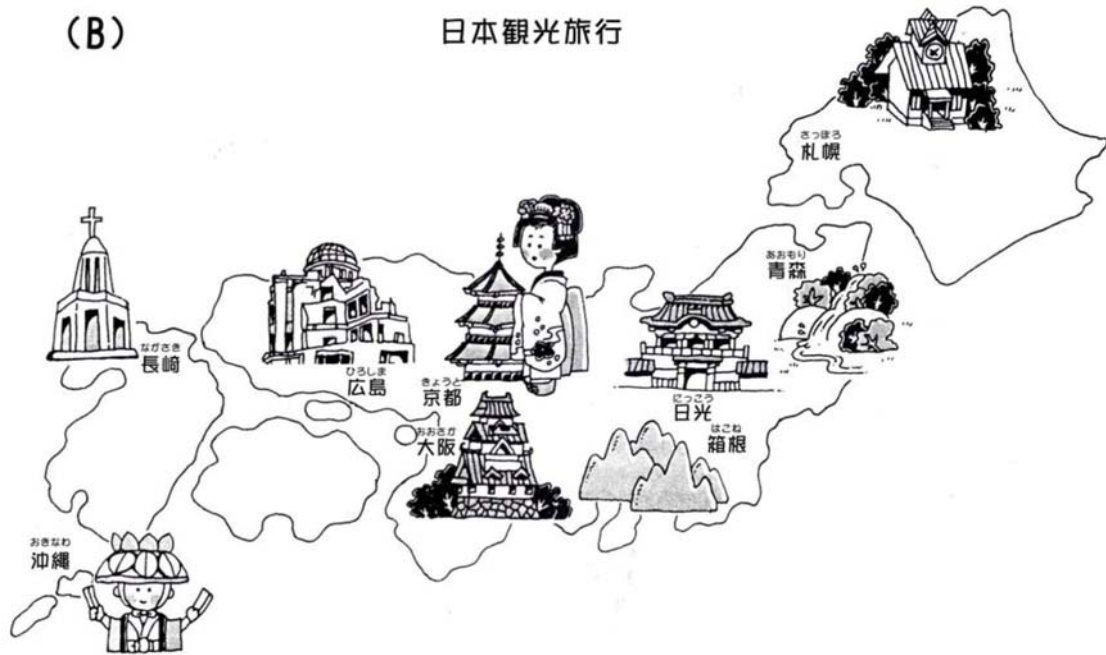 (B)
日本観光旅行
さっぽろ
札幌
あおもり
青森
ながさき
長崎
ひろしま
広島
きょうと
京都
にっこう
日光
はこね
箱根
おおさか
大阪
おきなわ
沖縄